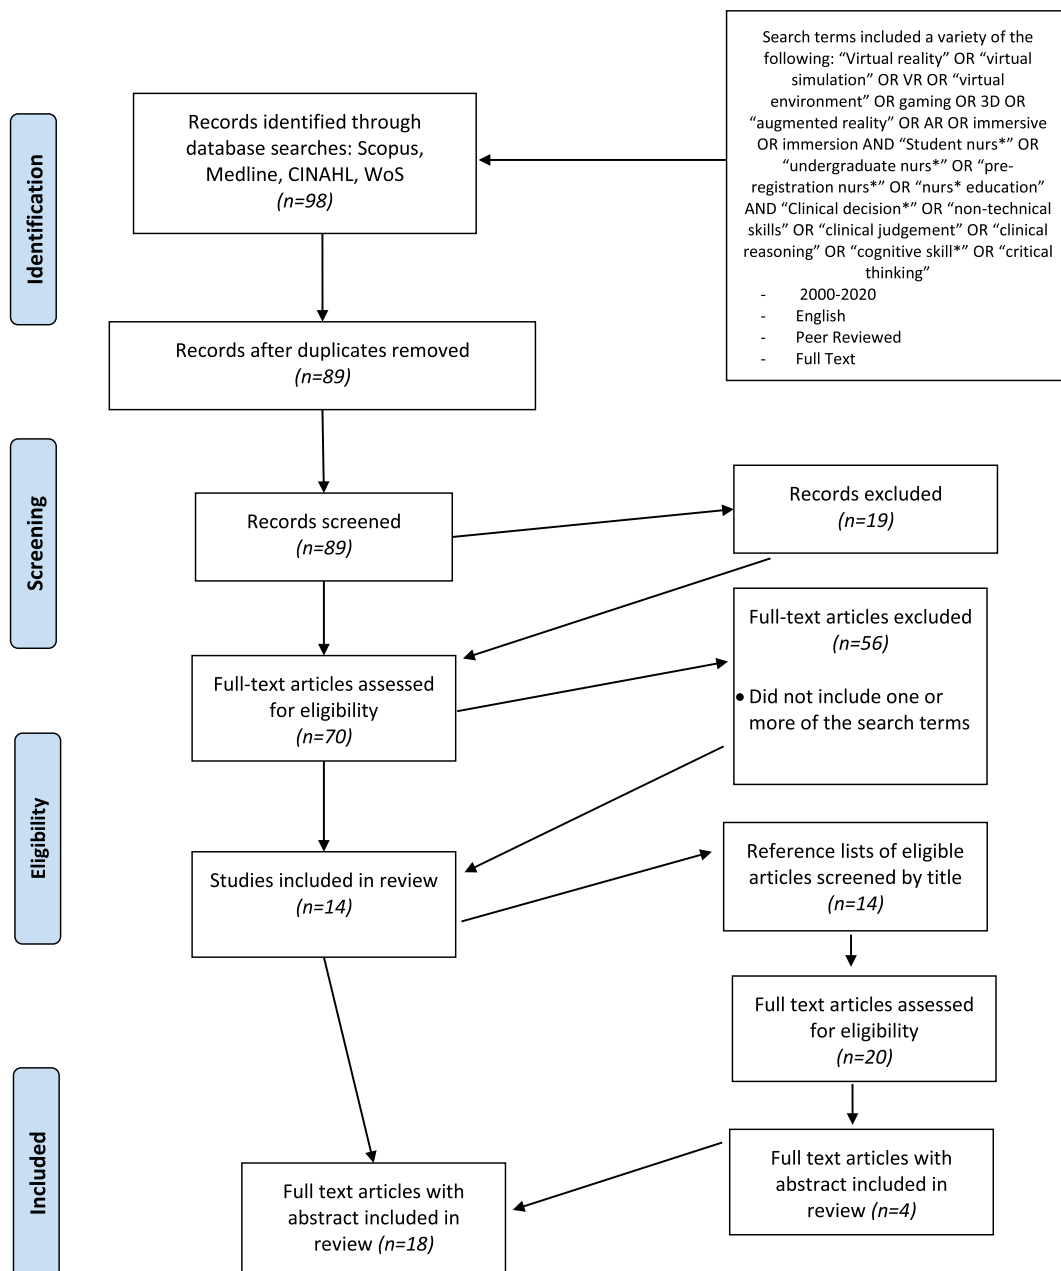 Search terms included a variety of the
following: “Virtual reality” OR “virtual
simulation” OR VR OR “virtual
environment” OR gaming OR 3D OR
“augmented reality” OR AR OR immersive
OR immersion AND “Student nurs*” OR
“undergraduate nurs*” OR “pre-
registration nurs*” OR “nurs* education”
AND “Clinical decision*” OR “non-technical
skills” OR “clinical judgement” OR “clinical
reasoning” OR “cognitive skill*” OR “critical
thinking”
- 2000-2020
- English
- Peer Reviewed
- Full Text
Identification
Records identified through
database searches: Scopus,
Medline, CINAHL, WoS
(n=98)
Records after duplicates removed
(n=89)
Screening
Records screened
(n=89)
Records excluded
(n=19)
Full-text articles assessed
for eligibility
(n=70)
Full-text articles excluded
(n=56)
• Did not include one or
more of the search terms
Eligibility
Studies included in review
(n=14)
Reference lists of eligible
articles screened by title
(n=14)
Full text articles assessed
for eligibility
(n=20)
Included
Full text articles with
abstract included in
review (n=4)
Full text articles with
abstract included in
review (n=18)